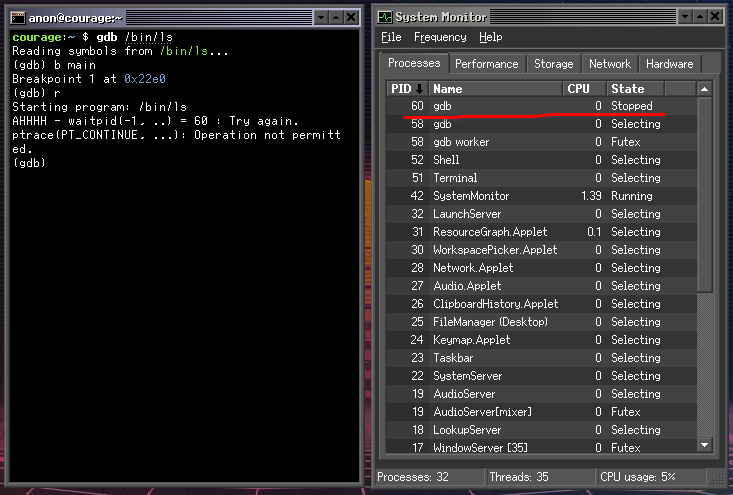 anon@courage:~
courage:~ $ gdb /bin/ls
Reading symbols from /bin/ls...
(gdb) b main
Breakpoint 1 at 0x22e0
(gdb) r
Starting program: /bin/ls
AHHHH - waitpid(-1, ..) = 60 : Try again.
ptrace(PT_CONTINUE, ...): Operation not permitt
ed.
(gdb)
System Monitor
File Frequency Help
Processes Performance Storage Network Hardware
PID Name CPU State
60 gdb 0 Stopped
58 gdb 0 Selecting
58 gdb worker 0 Futex
52 Shell 0 Selecting
51 Terminal 0 Selecting
42 SystemMonitor 1.39 Running
32 LaunchServer 0 Selecting
31 ResourceGraph.Applet 0.1 Selecting
30 WorkspacePicker.Applet 0 Selecting
28 Network.Applet 0 Selecting
27 Audio.Applet 0 Selecting
26 ClipboardHistory.Applet 0 Selecting
25 FileManager (Desktop) 0 Selecting
24 Keymap.Applet 0 Selecting
23 Taskbar 0 Selecting
22 SystemServer 0 Selecting
19 AudioServer 0 Selecting
19 AudioServer[mixer] 0 Futex
18 LookupServer 0 Selecting
17 WindowServer [35] 0 Futex
Processes: 32 Threads: 35 CPU usage: 5%